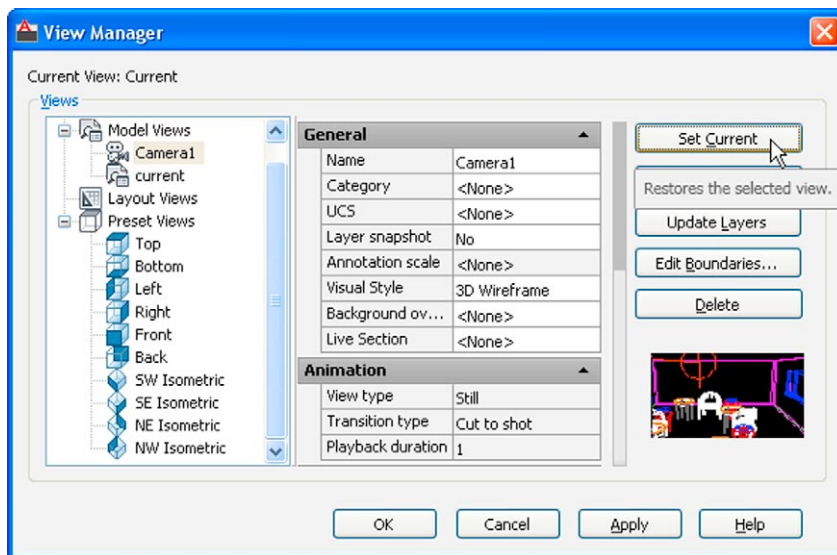 View Manager
Current View: Current
Views
Model Views
Camera1
current
Layout Views
Preset Views
Top
Bottom
Left
Right
Front
Back
SW Isometric
SE Isometric
NE Isometric
NW Isometric
General
Name Camera1
Category <None>
UCS <None>
Layer snapshot No
Annotation scale <None>
Visual Style 3D Wireframe
Background ov... <None>
Live Section <None>
Animation
View type Still
Transition type Cut to shot
Playback duration 1
Set Current
Restores the selected view.
Update Layers
Edit Boundaries...
Delete
OK Cancel Apply Help